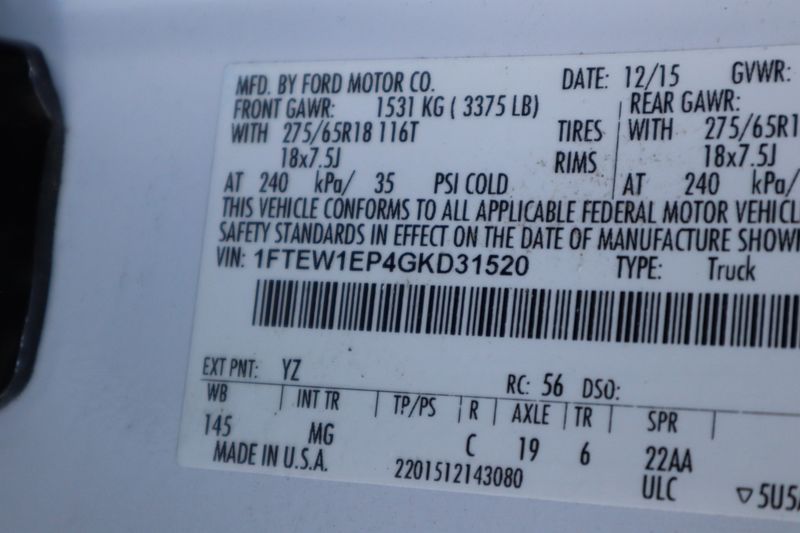 MFD. BY FORD MOTOR CO. DATE: 12/15 GVWR:
FRONT GAWR: 1531 KG ( 3375 LB) REAR GAWR:
WITH 275/65R18 116T TIRES WITH 275/65R1
18x7.5J RIMS 18x7.5J
AT 240 kPa/ 35 PSI COLD AT 240 kPa/
THIS VEHICLE CONFORMS TO ALL APPLICABLE FEDERAL MOTOR VEHICL
SAFETY STANDARDS IN EFFECT ON THE DATE OF MANUFACTURE SHOW
VIN: 1FTEW1EP4GKD31520 TYPE: Truck
EXT PNT: YZ RC: 56 DSO:
WB INT TR TP/PS R AXLE TR SPR
145 MG C 19 6 22AA
MADE IN U.S.A. 2201512143080 ULC ▽5U5